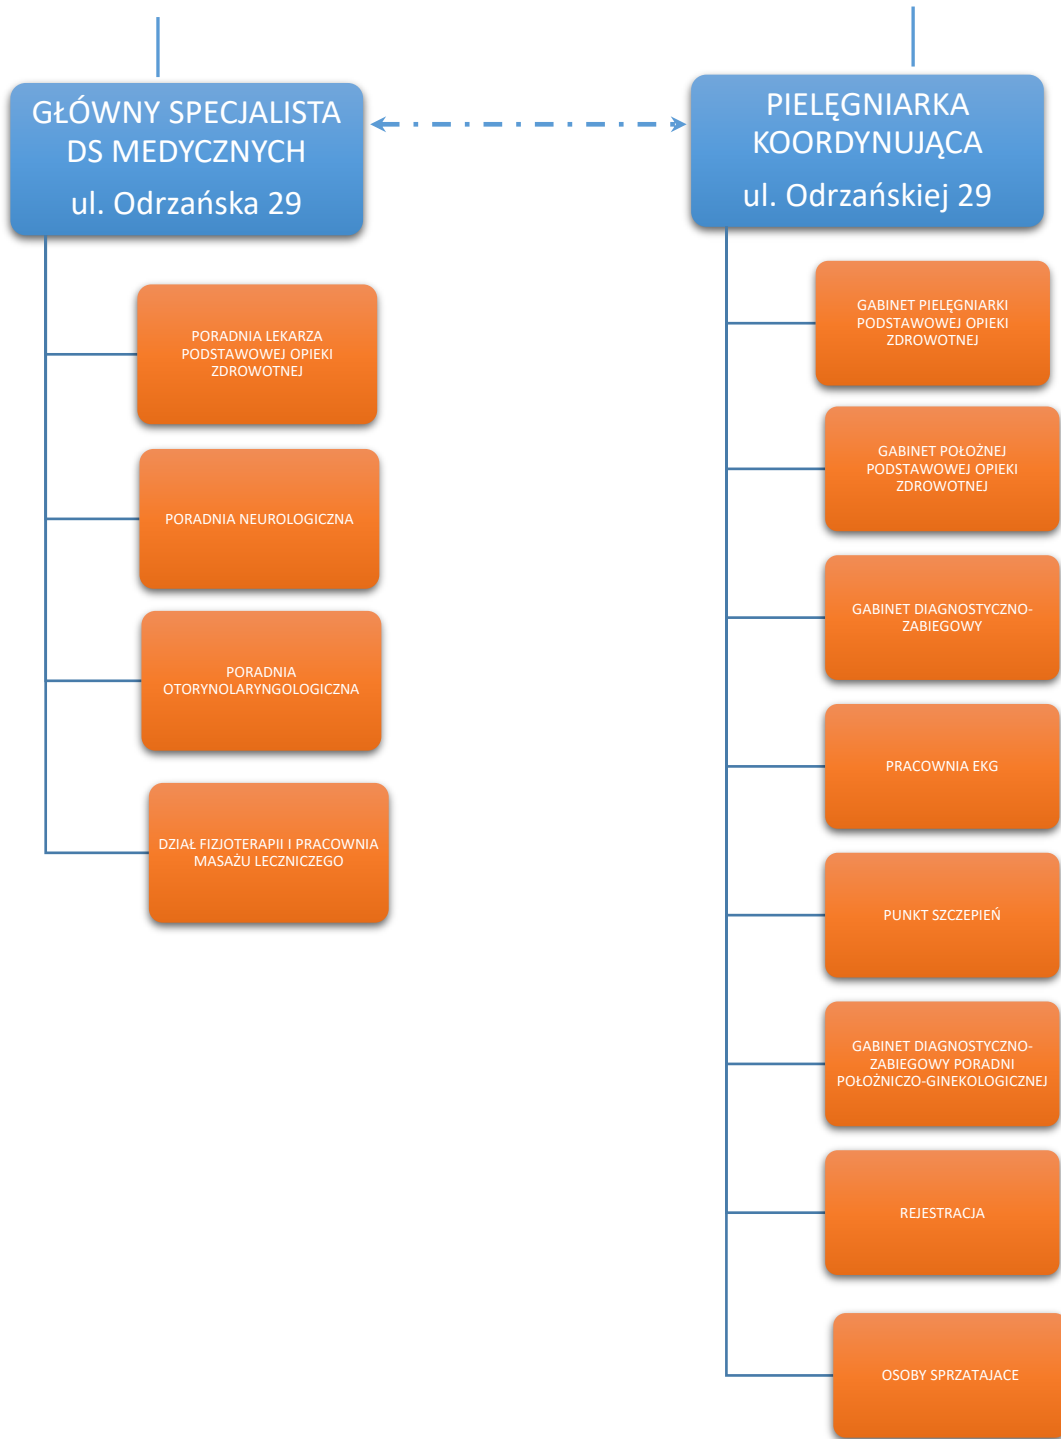 GŁÓWNY SPECJALISTA
DS MEDYCZNYCH
ul. Odrzańska 29
PORADNIA LEKARZA
PODSTAWOWEJ OPIEKI
ZDROWOTNEJ
PORADNIA NEUROLOGICZNA
PORADNIA
OTORYNOLARYNGOLOGICZNA
DZIAŁ FIZJOTERAPII I PRACOWNIA
MASAŻU LECZNICZEGO
PIELĘGNIARKA
KOORDYNUJĄCA
ul. Odrzańskiej 29
GABINET PIELĘGNIARKI
PODSTAWOWEJ OPIEKI
ZDROWOTNEJ
GABINET POŁOŻNEJ
PODSTAWOWEJ OPIEKI
ZDROWOTNEJ
GABINET DIAGNOSTYCZNO-
ZABIEGOWY
PRACOWNIA EKG
PUNKT SZCZEPIEŃ
GABINET DIAGNOSTYCZNO-
ZABIEGOWY PORADNI
POŁOŻNICZO-GINEKOLOGICZNEJ
REJESTRACJA
OSOBY SPRZATAJACE